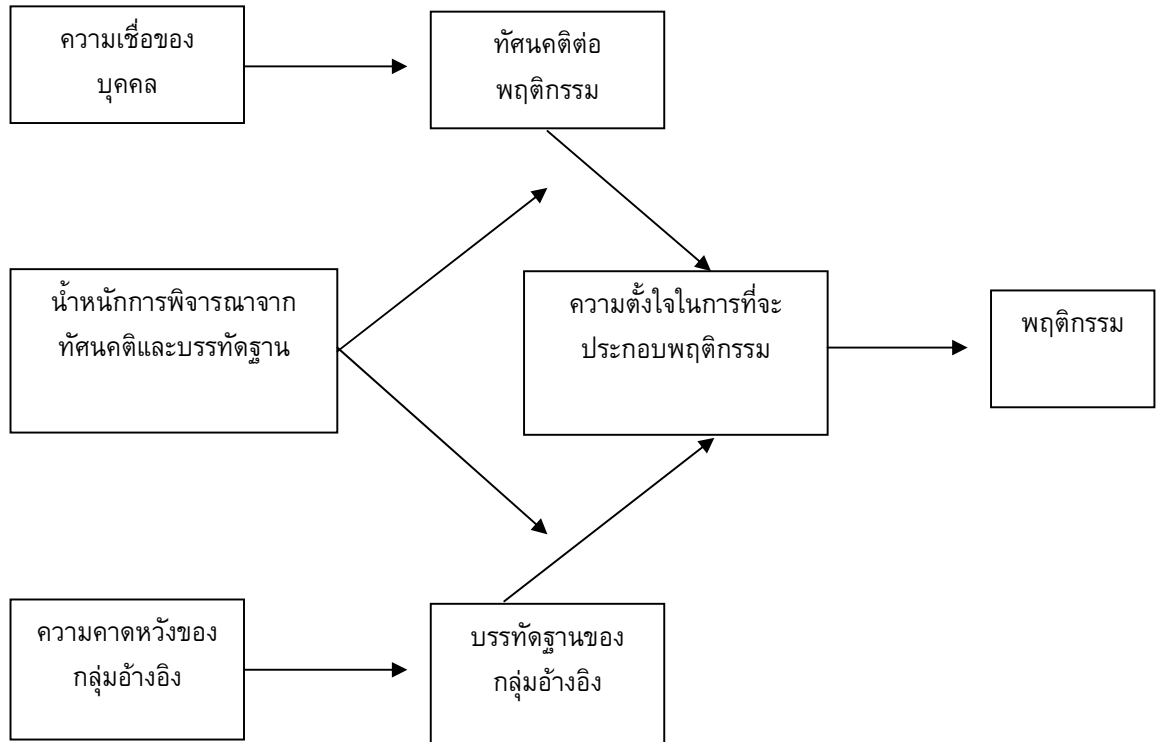 ความเชื่อของ
บุคคล
ทัศนคติต่อ
พฤติกรรม
น้ำหนักการพิจารณาจาก
ทัศนคติและบรรทัดฐาน
ความตั้งใจในการที่จะ
ประกอบพฤติกรรม
พฤติกรรม
ความคาดหวังของ
กลุ่มอ้างอิง
บรรทัดฐานของ
กลุ่มอ้างอิง